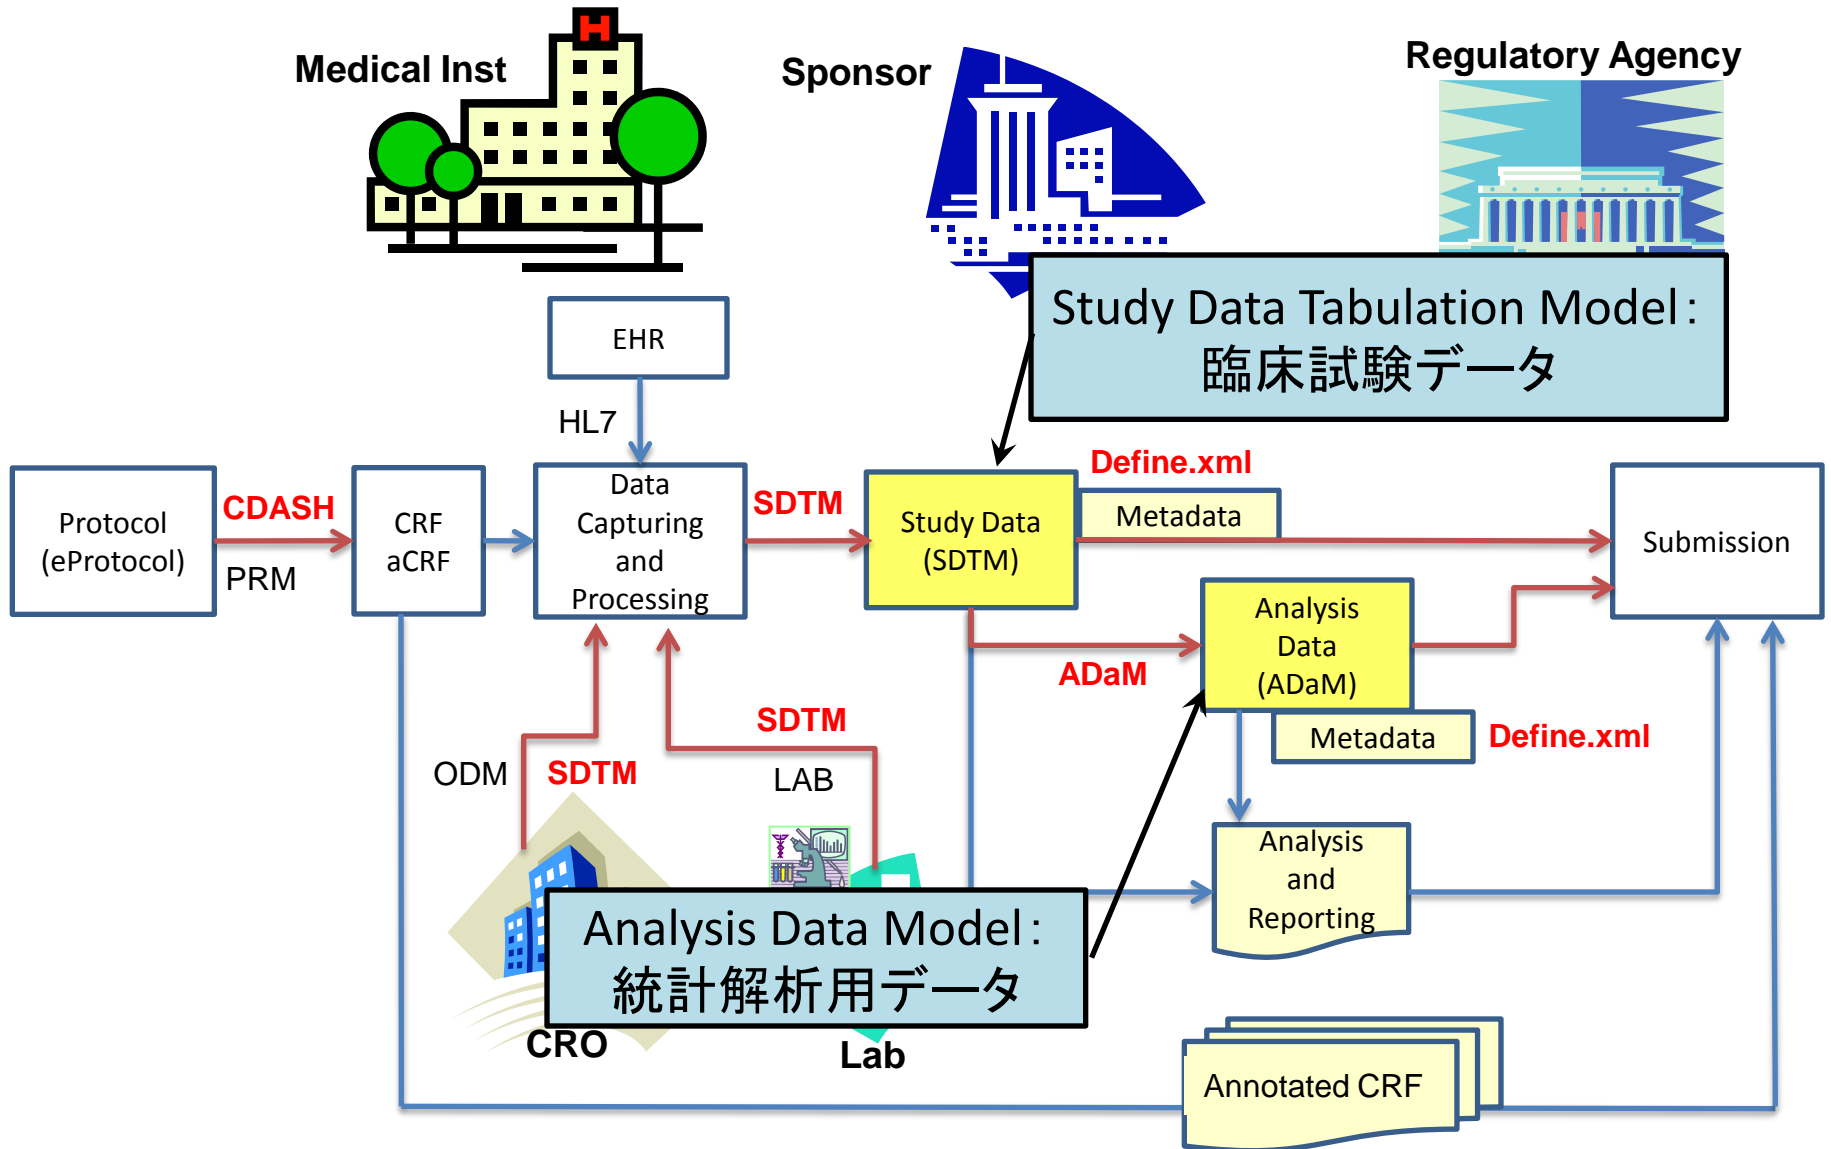 Medical Inst
Sponsor
Regulatory Agency
Study Data Tabulation Model：
臨床試験データ
EHR
HL7
Protocol
(eProtocol)
CDASH
PRM
CRF
aCRF
Data
Capturing
and
Processing
SDTM
Study Data
(SDTM)
Define.xml
Metadata
Submission
ADaM
Analysis
Data
(ADaM)
Metadata
Define.xml
ODM
SDTM
SDTM
LAB
Analysis
and
Reporting
Analysis Data Model：
統計解析用データ
CRO
Lab
Annotated CRF